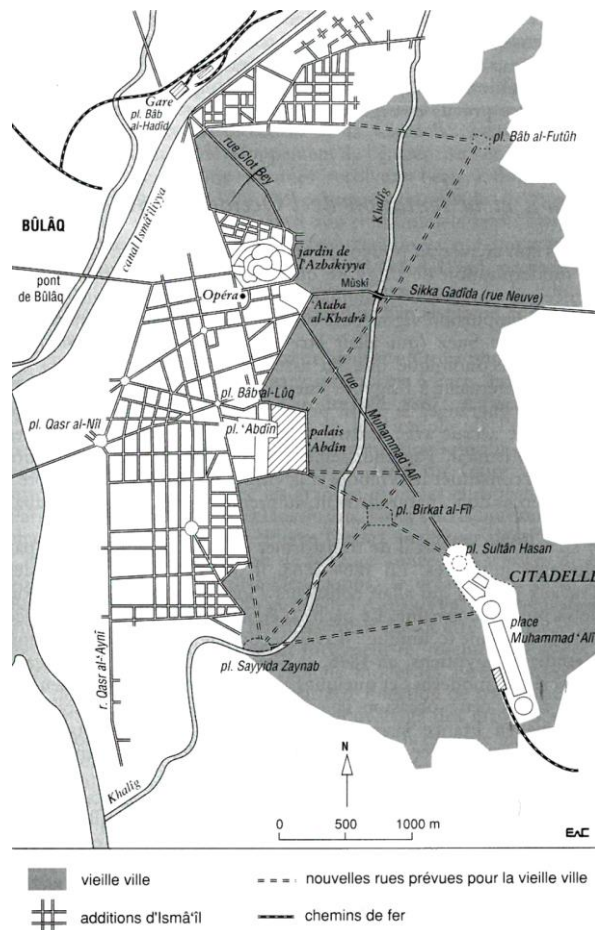 Gare
pl. Bâb
al-Hadîd
pl. Bâb al-Futûh
rue Clot Bey
Khalîg
BÛLÂQ
canal Ismâ‘îliyya
jardin de
l'Azbakiyya
pont
de Bûlâq
Opéra
Mûskî
Sikka Gadîda (rue Neuve)
‘Ataba
al-Khadrâ
rue Muhammad ‘Alî
pl. Bâb al-Lûq
pl. Qasr al-Nîl
pl. ‘Abdîn
palais
‘Abdîn
pl. Birkat al-Fîl
pl. Sultân Hasan
CITADELLE
place
Muhammad ‘Alî
r. Qasr al-‘Aynî
pl. Sayyida Zaynab
Khalîg
N
0 500 1000 m
EAC
vieille ville
nouvelles rues prévues pour la vieille ville
additions d'Ismâ‘îl
chemins de fer